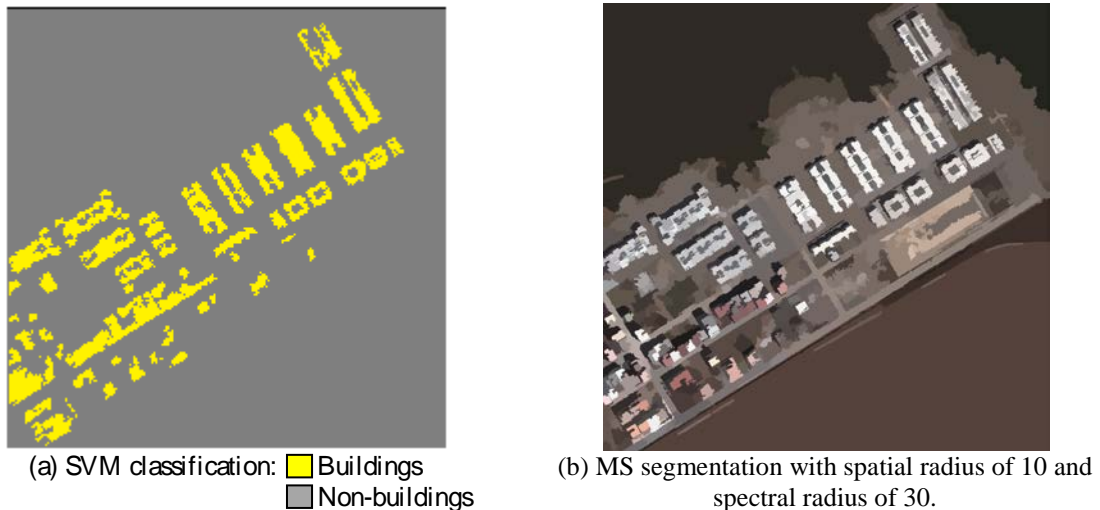 (a) SVM classification: Buildings
Non-buildings
(b) MS segmentation with spatial radius of 10 and
spectral radius of 30.